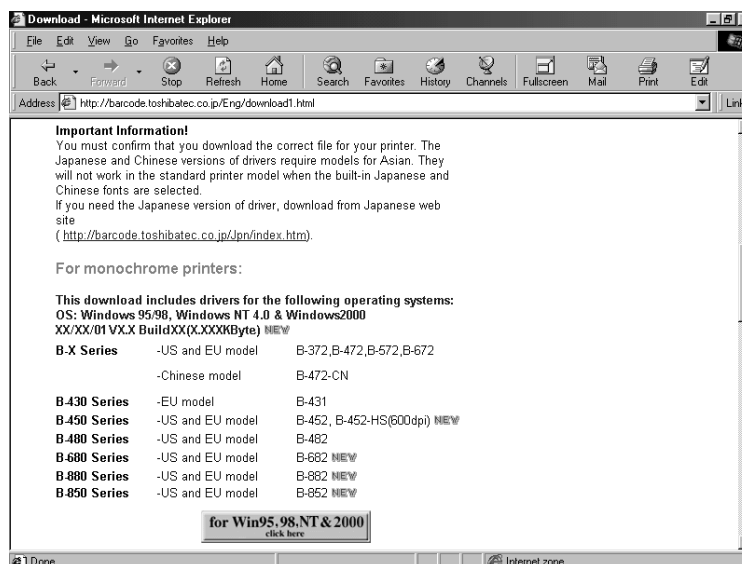 Download - Microsoft Internet Explorer
File Edit View Go Favorites Help
Back Forward Stop Refresh Home Search Favorites History Channels Fullscreen Mail Print Edit
Address http://barcode.toshibatec.co.jp/Eng/download1.html
Important Information!
You must confirm that you download the correct file for your printer. The
Japanese and Chinese versions of drivers require models for Asian. They
will not work in the standard printer model when the built-in Japanese and
Chinese fonts are selected.
If you need the Japanese version of driver, download from Japanese web
site
( http://barcode.toshibatec.co.jp/Jpn/index.htm).
For monochrome printers:
This download includes drivers for the following operating systems:
OS: Windows 95/98, Windows NT 4.0 & Windows2000
XX/XX/01 VX.X BuildXX(X.XXXKByte) NEW
B-X Series -US and EU model B-372,B-472,B-572,B-672
-Chinese model B-472-CN
B-430 Series -EU model B-431
B-450 Series -US and EU model B-452, B-452-HS(600dpi) NEW
B-480 Series -US and EU model B-482
B-680 Series -US and EU model B-682 NEW
B-880 Series -US and EU model B-882 NEW
B-850 Series -US and EU model B-852 NEW
for Win95,98,NT & 2000
click here
Done Internet zone